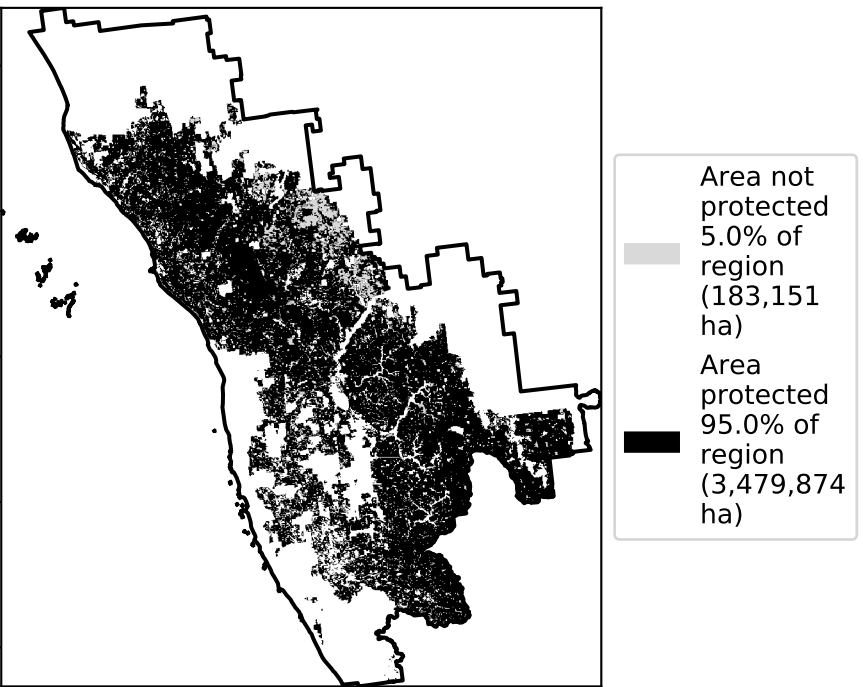 Area not
protected
5.0% of
region
(183,151
ha)
Area
protected
95.0% of
region
(3,479,874
ha)